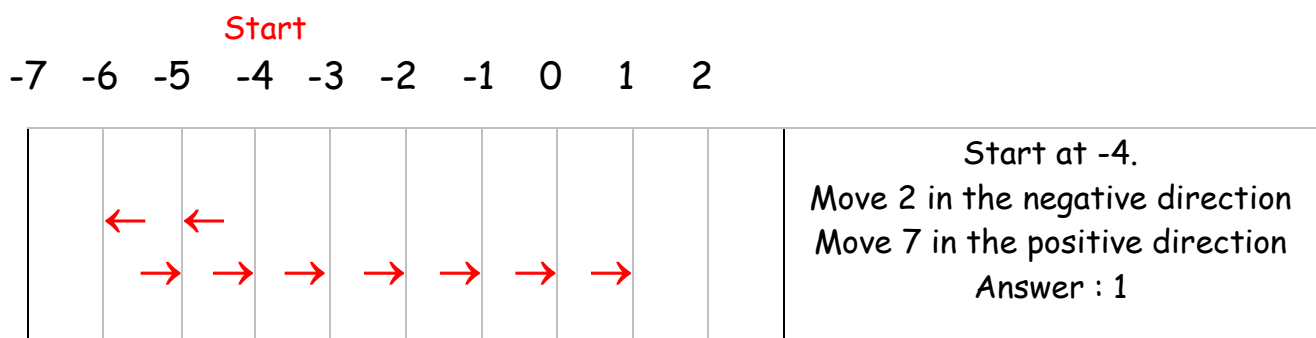 Start
-7 -6 -5 -4 -3 -2 -1 0 1 2
Start at -4.
Move 2 in the negative direction
Move 7 in the positive direction
Answer : 1